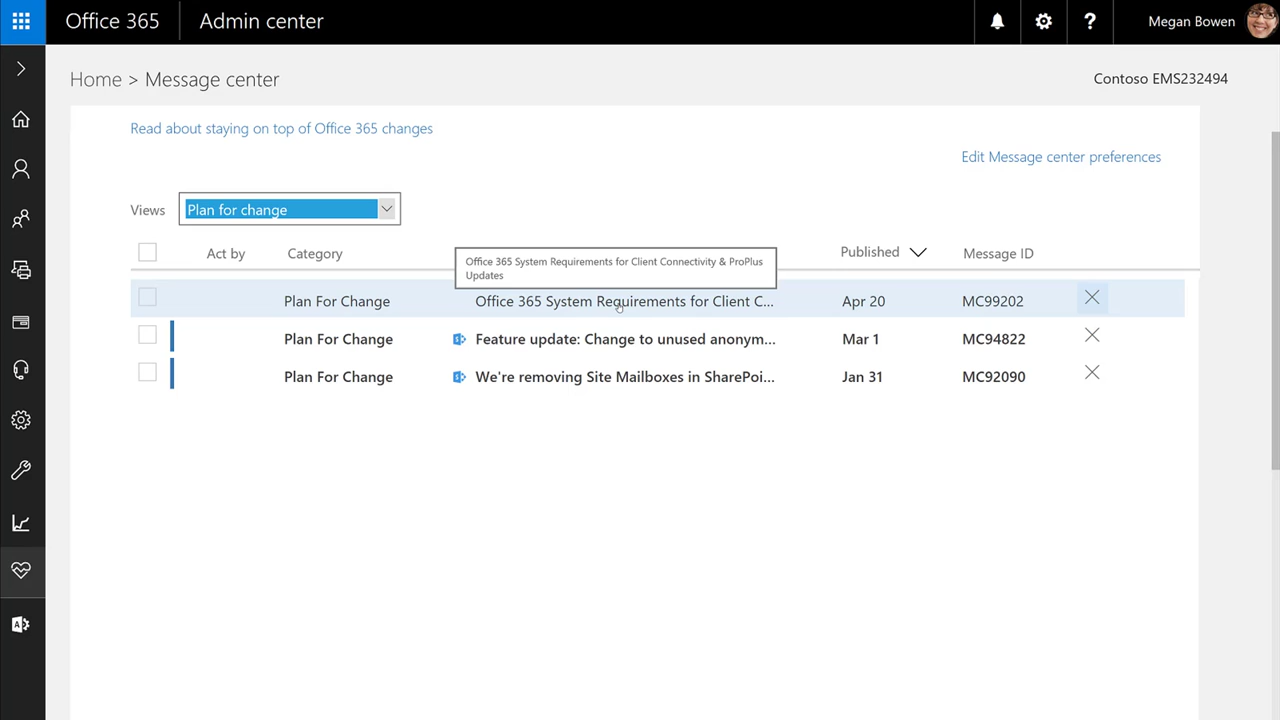 Office 365 Admin center Megan Bowen
Home > Message center Contoso EMS232494
Read about staying on top of Office 365 changes
Edit Message center preferences
Views Plan for change
Act by Category Published Message ID
Office 365 System Requirements for Client Connectivity & ProPlus
Updates
Plan For Change Office 365 System Requirements for Client C... Apr 20 MC99202
Plan For Change Feature update: Change to unused anonym... Mar 1 MC94822
Plan For Change We're removing Site Mailboxes in SharePoi... Jan 31 MC92090